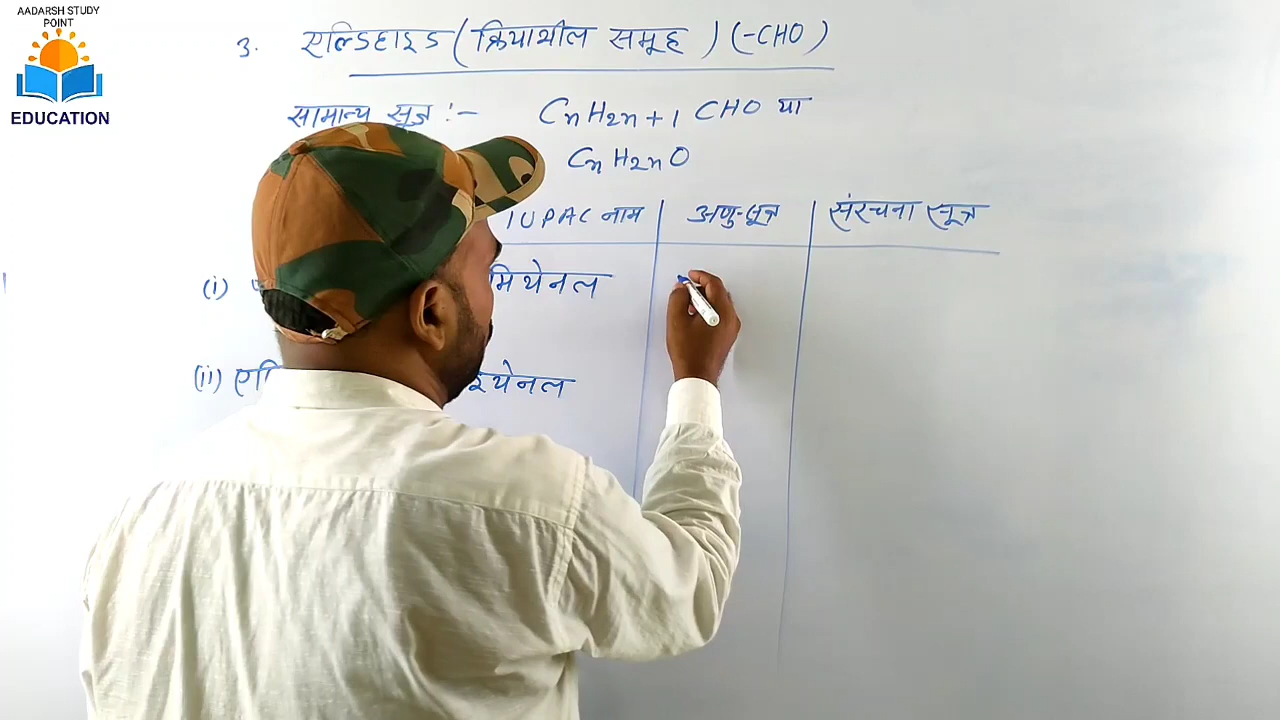 AADARSH STUDY
POINT
EDUCATION
3. एल्डिहाइड (क्रियाशील समूह) (-CHO)
सामान्य सूत्र :- CnH2n+1 CHO या
CnH2nO
IUPAC नाम अणु-सूत्र संरचना सूत्र
(i) मिथेनल
(ii) इथेनल